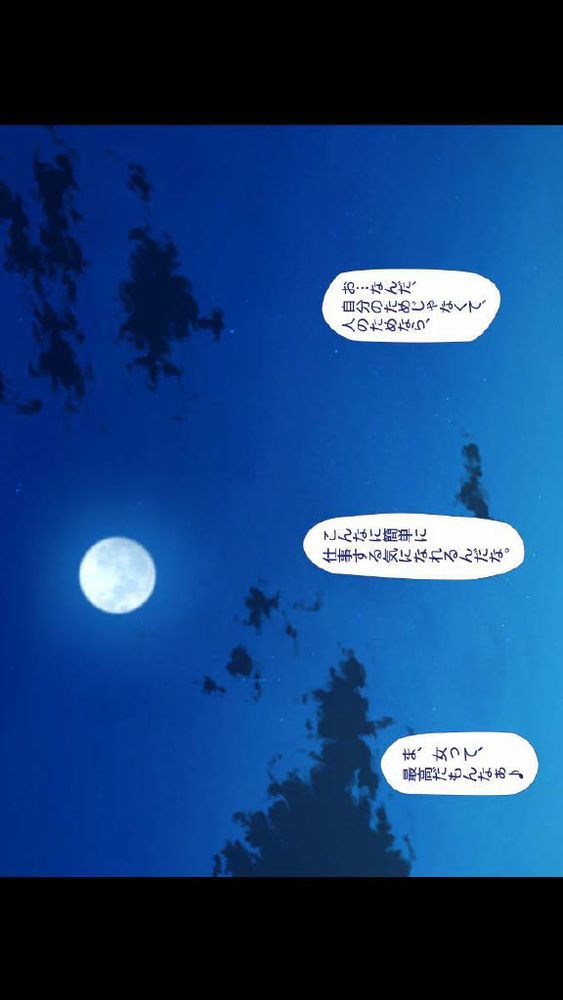 お…なんだ、
自分のためじゃなくて、
人のためなら、
こんなに簡単に
仕事する気になれるんだな。
ま、女って、
最高だもんなぁ♪